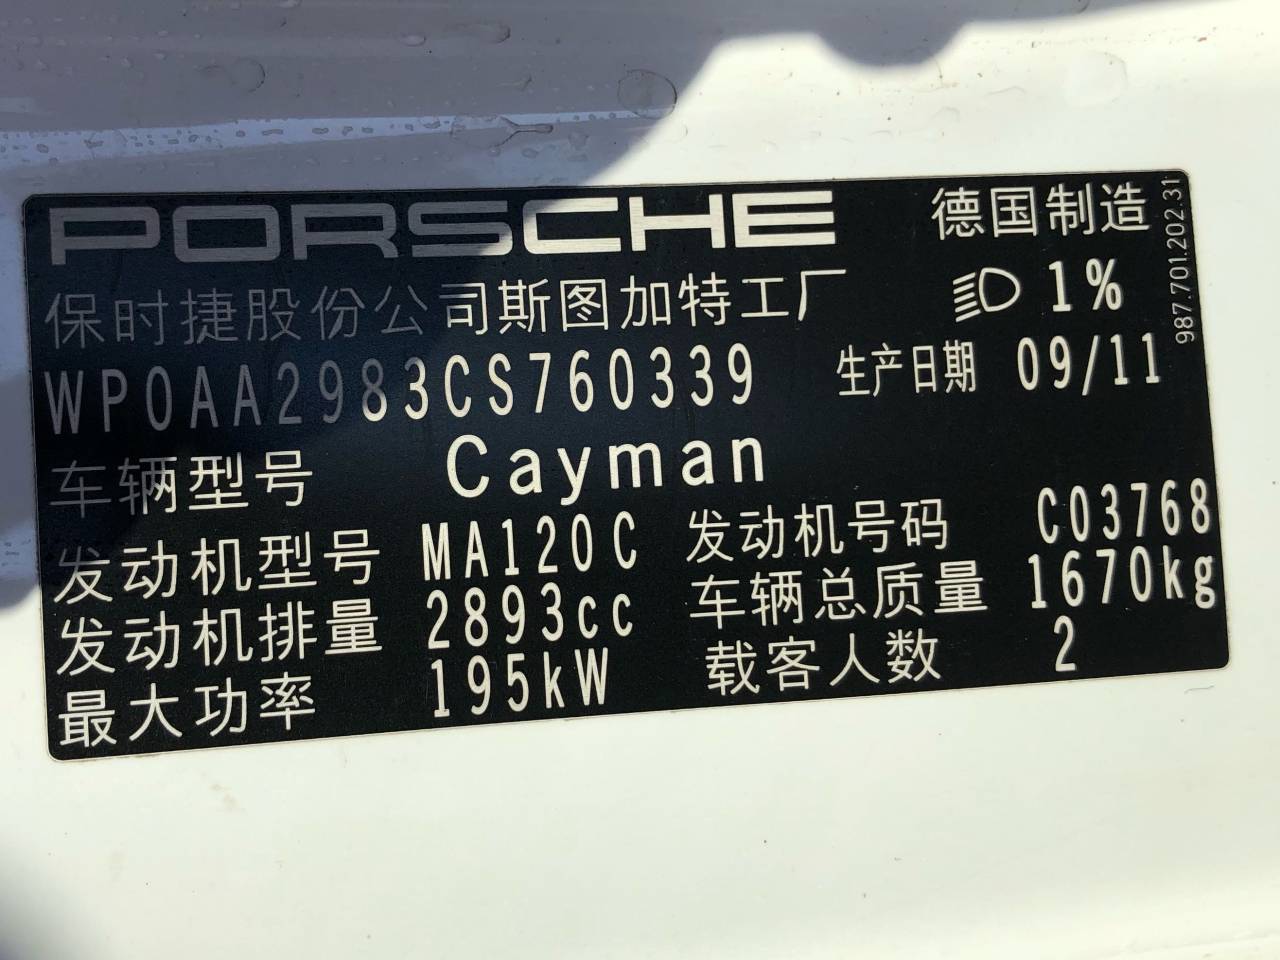 PORSCHE 德国制造
保时捷股份公司斯图加特工厂 1%
WP0AA2983CS760339 生产日期 09/11
车辆型号 Cayman
发动机型号 MA120C 发动机号码 C03768
发动机排量 2893cc 车辆总质量 1670kg
最大功率 195kW 载客人数 2
987.701.202.31